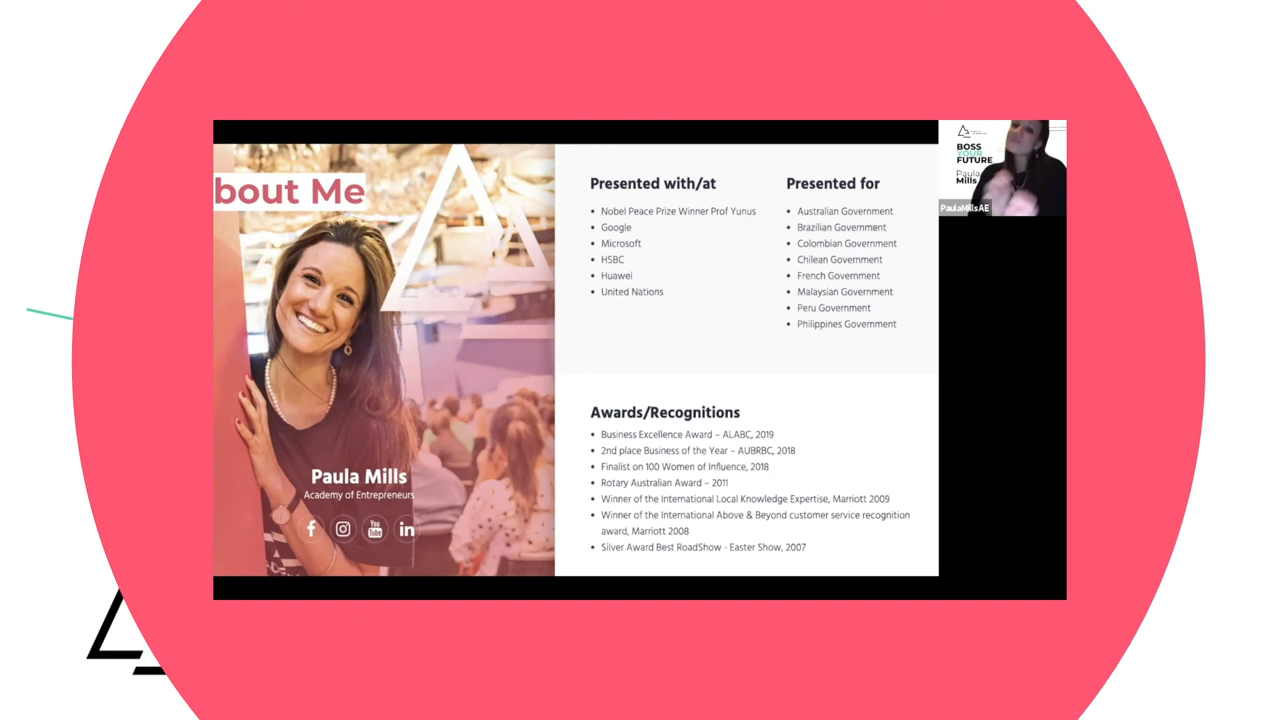 bout Me
Paula Mills
Academy of Entrepreneurs
Presented with/at
• Nobel Peace Prize Winner Prof Yunus
• Google
• Microsoft
• HSBC
• Huawei
• United Nations
Presented for
• Australian Government
• Brazilian Government
• Colombian Government
• Chilean Government
• French Government
• Malaysian Government
• Peru Government
• Philippines Government
Awards/Recognitions
• Business Excellence Award – ALABC, 2019
• 2nd place Business of the Year – AUBRBC, 2018
• Finalist on 100 Women of Influence, 2018
• Rotary Australian Award – 2011
• Winner of the International Local Knowledge Expertise, Marriott 2009
• Winner of the International Above & Beyond customer service recognition
award, Marriott 2008
• Silver Award Best RoadShow - Easter Show, 2007
BOSS
YOUR
FUTURE
Paula
Mills
PaulaMillsAE